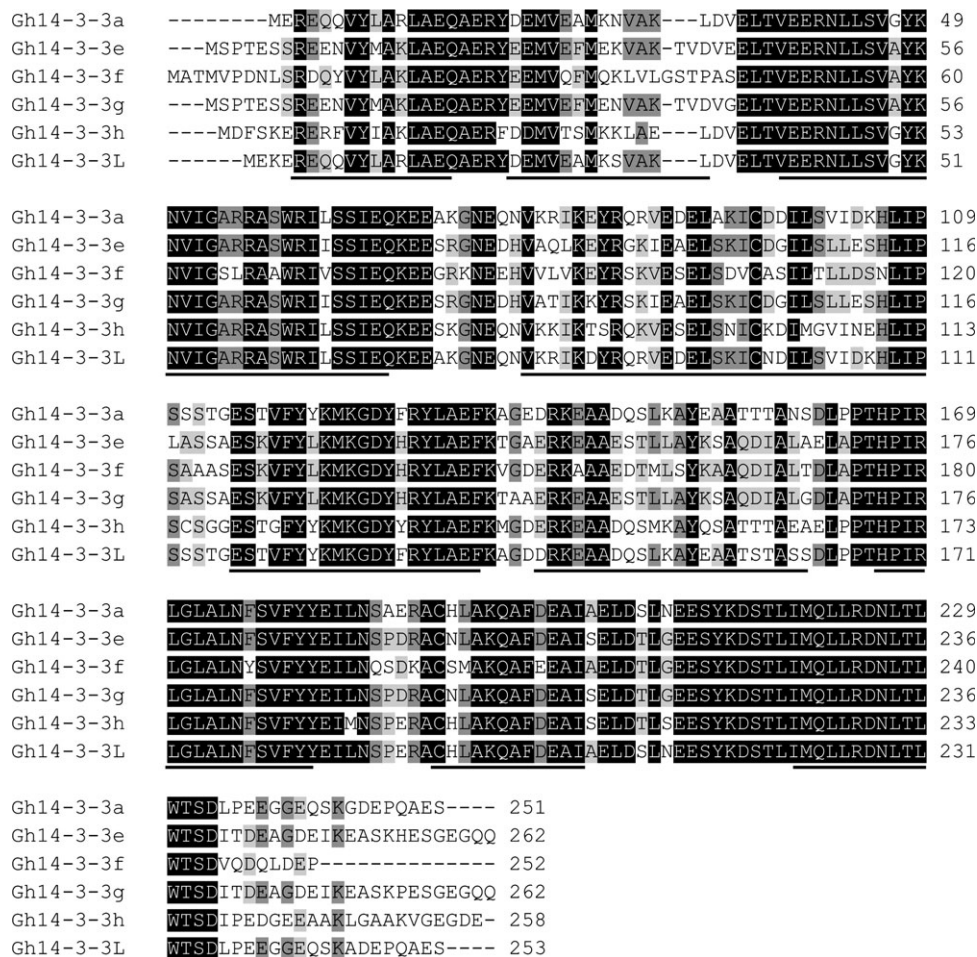 Gh14-3-3a --------MEREQQVYLARLAEQAERYDEMVEAMKNVAK---LDVELTVEERNLLSVGYK 49
Gh14-3-3e ---MSPTESSREENVYMAKLAEQAERYEEMVEFMEKVAK-TVDVEELTVEERNLLSVAYK 56
Gh14-3-3f MATMVPDNLSRDQYVYLAKLAEQAERYEEMVQFMQKLVLGSTPASELTVEERNLLSVAYK 60
Gh14-3-3g ---MSPTESSREENVYMAKLAEQAERYEEMVEFMENVAK-TVDVGELTVEERNLLSVAYK 56
Gh14-3-3h ----MDFSKERERFVYIAKLAEQAERFDDMVTSMKKLAE---LDVELTVEERNLLSVGYK 53
Gh14-3-3L ------MEKEREQQVYLARLAEQAERYDEMVEAMKSVAK---LDVELTVEERNLLSVGYK 51
Gh14-3-3a NVIGARRASWRILSSIEQKEEAKGNEQNVKRIKEYRQRVEDELAKICDDILSVIDKHLIP 109
Gh14-3-3e NVIGARRASWRIISSIEQKEESRGNEDHVAQLKEYRGKIEAELSKICDGILSLLESHLIP 116
Gh14-3-3f NVIGSLRAAWRIVSSIEQKEEGRKNEEHVVLVKEYRSKVESELSDVCASILTLLDSNLIP 120
Gh14-3-3g NVIGARRASWRIISSIEQKEESRGNEDHVATIKKYRSKIEAELSKICDGILSLLESHLIP 116
Gh14-3-3h NVIGARRASWRILSSIEQKEESKGNEQNVKKIKTSRQKVESELSNICKDIMGVINEHLIP 113
Gh14-3-3L NVIGARRASWRILSSIEQKEEAKGNEQNVKRIKDYRQRVEDELSKICNDILSVIDKHLIP 111
Gh14-3-3a SSSTGESTVFYYKMKGDYFRYLAEFKAGEDRKEAADQSLKAYEAATTTANSDLPPTHPIR 169
Gh14-3-3e LASSAESKVFYLKMKGDYHRYLAEFKTGAERKEAAESTLLAYKSAQDIALAELAPTHPIR 176
Gh14-3-3f SAAASESKVFYLKMKGDYHRYLAEFKVGDERKAAAEDTMLSYKAAQDIALTDLAPTHPIR 180
Gh14-3-3g SASSAESKVFYLKMKGDYHRYLAEFKTAAERKEAAESTLLAYKSAQDIALGDLAPTHPIR 176
Gh14-3-3h SCSGGESTGFYYKMKGDYYRYLAEFKMGDERKEAADQSMKAYQSATTTAEAELPPTHPIR 173
Gh14-3-3L SSSTGESTVFYYKMKGDYFRYLAEFKAGDDRKEAADQSLKAYEAATSTASSDLPPTHPIR 171
Gh14-3-3a LGLALNFSVFYYEILNSAERACHLAKQAFDEAIAELDSLNEESYKDSTLIMQLLRDNLTL 229
Gh14-3-3e LGLALNFSVFYYEILNSPDRACNLAKQAFDEAISELDTLGEESYKDSTLIMQLLRDNLTL 236
Gh14-3-3f LGLALNYSVFYYEILNQSDKACSMAKQAFEEAIAELDTLGEESYKDSTLIMQLLRDNLTL 240
Gh14-3-3g LGLALNFSVFYYEILNSPDRACNLAKQAFDEAISELDTLGEESYKDSTLIMQLLRDNLTL 236
Gh14-3-3h LGLALNFSVFYYEIMNSPERACHLAKQAFDEAISELDTLSEESYKDSTLIMQLLRDNLTL 233
Gh14-3-3L LGLALNFSVFYYEILNSPERACHLAKQAFDEAIAELDSLNEESYKDSTLIMQLLRDNLTL 231
Gh14-3-3a WTSDLPEEGGEQSKGDEPQAES---- 251
Gh14-3-3e WTSDITDEAGDEIKEASKHESGEGQQ 262
Gh14-3-3f WTSDVQDQLDEP-------------- 252
Gh14-3-3g WTSDITDEAGDEIKEASKPESGEGQQ 262
Gh14-3-3h WTSDIPEDGEEAAKLGAAKVGEGDE- 258
Gh14-3-3L WTSDLPEEGGEQSKADEPQAES---- 253